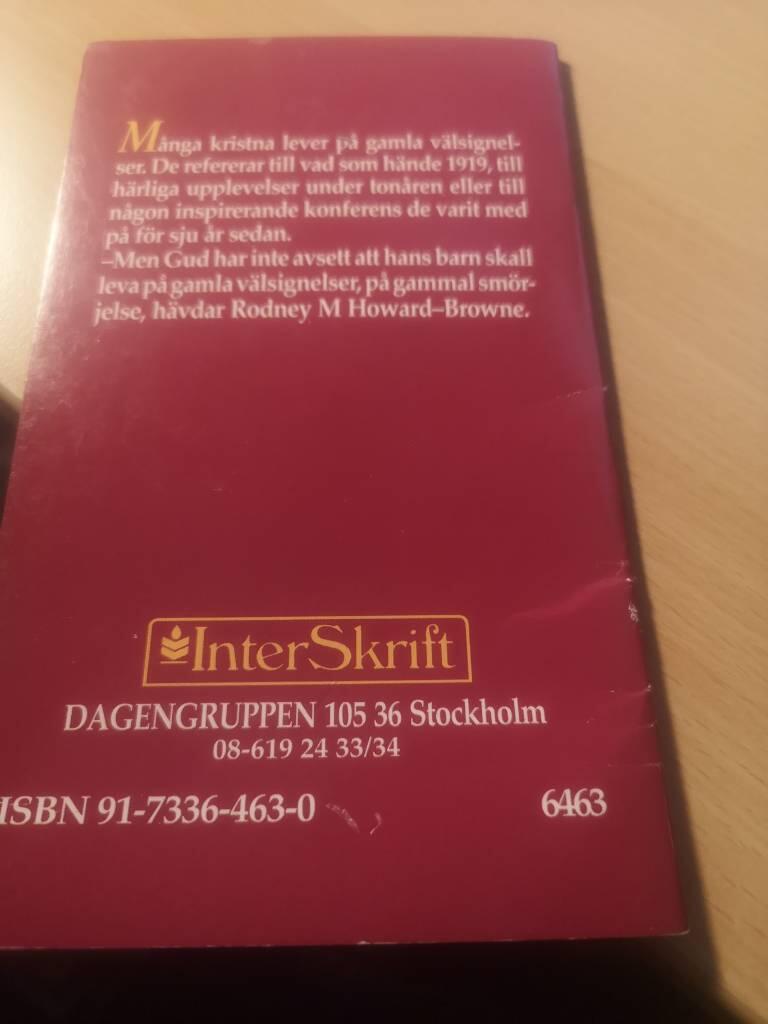 Många kristna lever på gamla välsignel-
ser. De refererar till vad som hände 1919, till
härliga upplevelser under tonåren eller till
någon inspirerande konferens de varit med
på för sju år sedan.
–Men Gud har inte avsett att hans barn skall
leva på gamla välsignelser, på gammal smör-
jelse, hävdar Rodney M Howard–Browne.
InterSkrift
DAGENGRUPPEN 105 36 Stockholm
08-619 24 33/34
ISBN 91-7336-463-0 6463